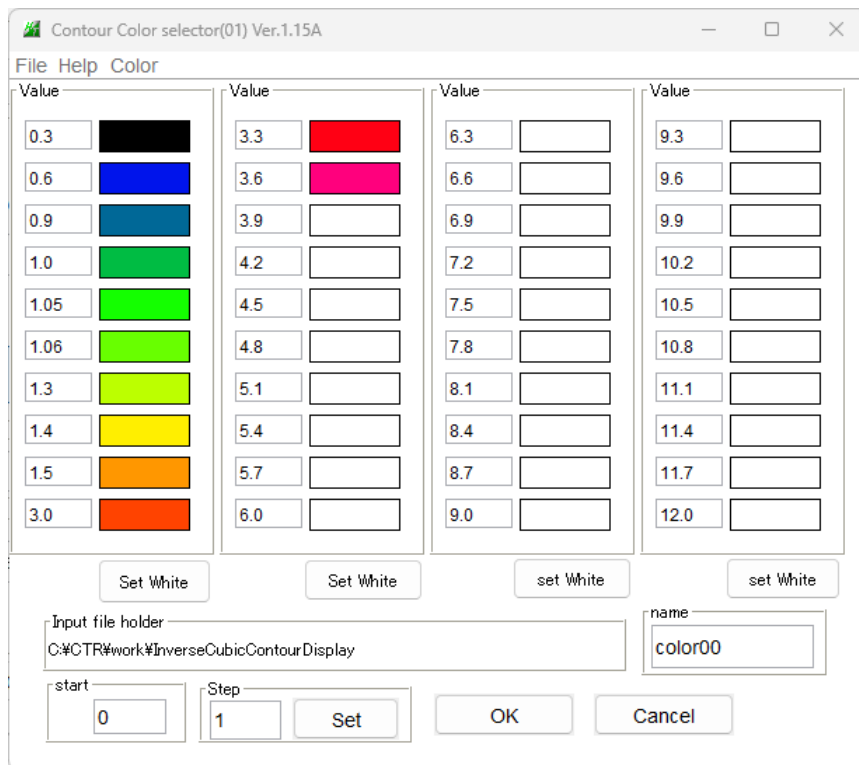 Contour Color selector(01) Ver.1.15A
File Help Color
Value Value Value Value
0.3 3.3 6.3 9.3
0.6 3.6 6.6 9.6
0.9 3.9 6.9 9.9
1.0 4.2 7.2 10.2
1.05 4.5 7.5 10.5
1.06 4.8 7.8 10.8
1.3 5.1 8.1 11.1
1.4 5.4 8.4 11.4
1.5 5.7 8.7 11.7
3.0 6.0 9.0 12.0
Set White Set White set White set White
Input file holder name
C:¥CTR¥work¥InverseCubicContourDisplay color00
start Step
0 1 Set OK Cancel